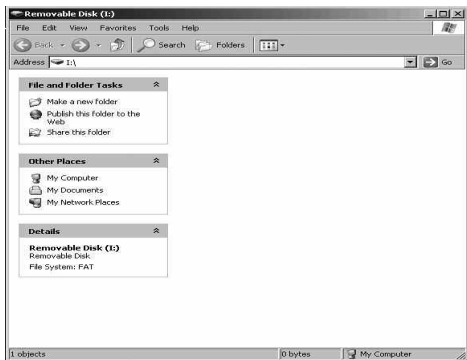 Removable Disk (I:)
File Edit View Favorites Tools Help
Back Search Folders
Address I:\ Go
File and Folder Tasks
Make a new folder
Publish this folder to the
Web
Share this folder
Other Places
My Computer
My Documents
My Network Places
Details
Removable Disk (I:)
Removable Disk
File System: FAT
1 objects 0 bytes My Computer